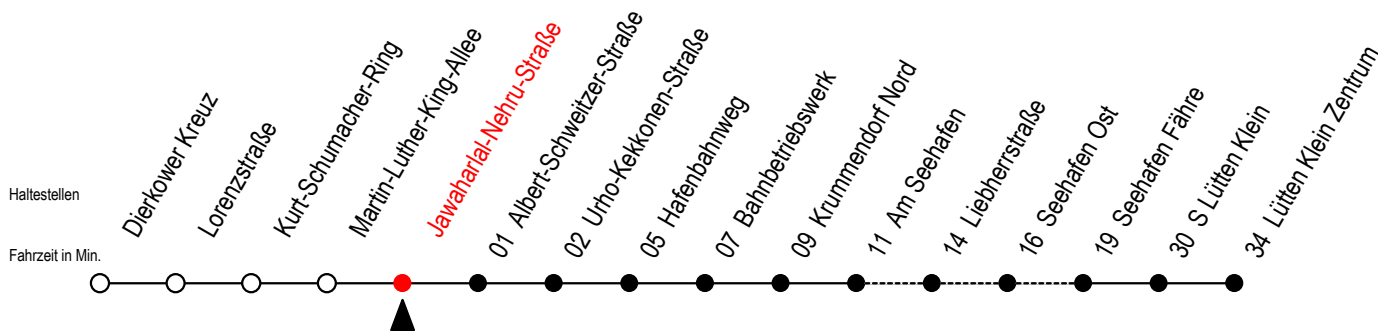 Haltestellen
Fahrzeit in Min.
Dierkower Kreuz
Lorenzstraße
Kurt-Schumacher-Ring
Martin-Luther-King-Allee
Jawaharlal-Nehru-Straße
01 Albert-Schweitzer-Straße
02 Urho-Kekkonen-Straße
05 Hafenbahnweg
07 Bahnbetriebswerk
09 Krummendorf Nord
11 Am Seehafen
14 Liebherrstraße
16 Seehafen Ost
19 Seehafen Fähre
30 S Lütten Klein
34 Lütten Klein Zentrum